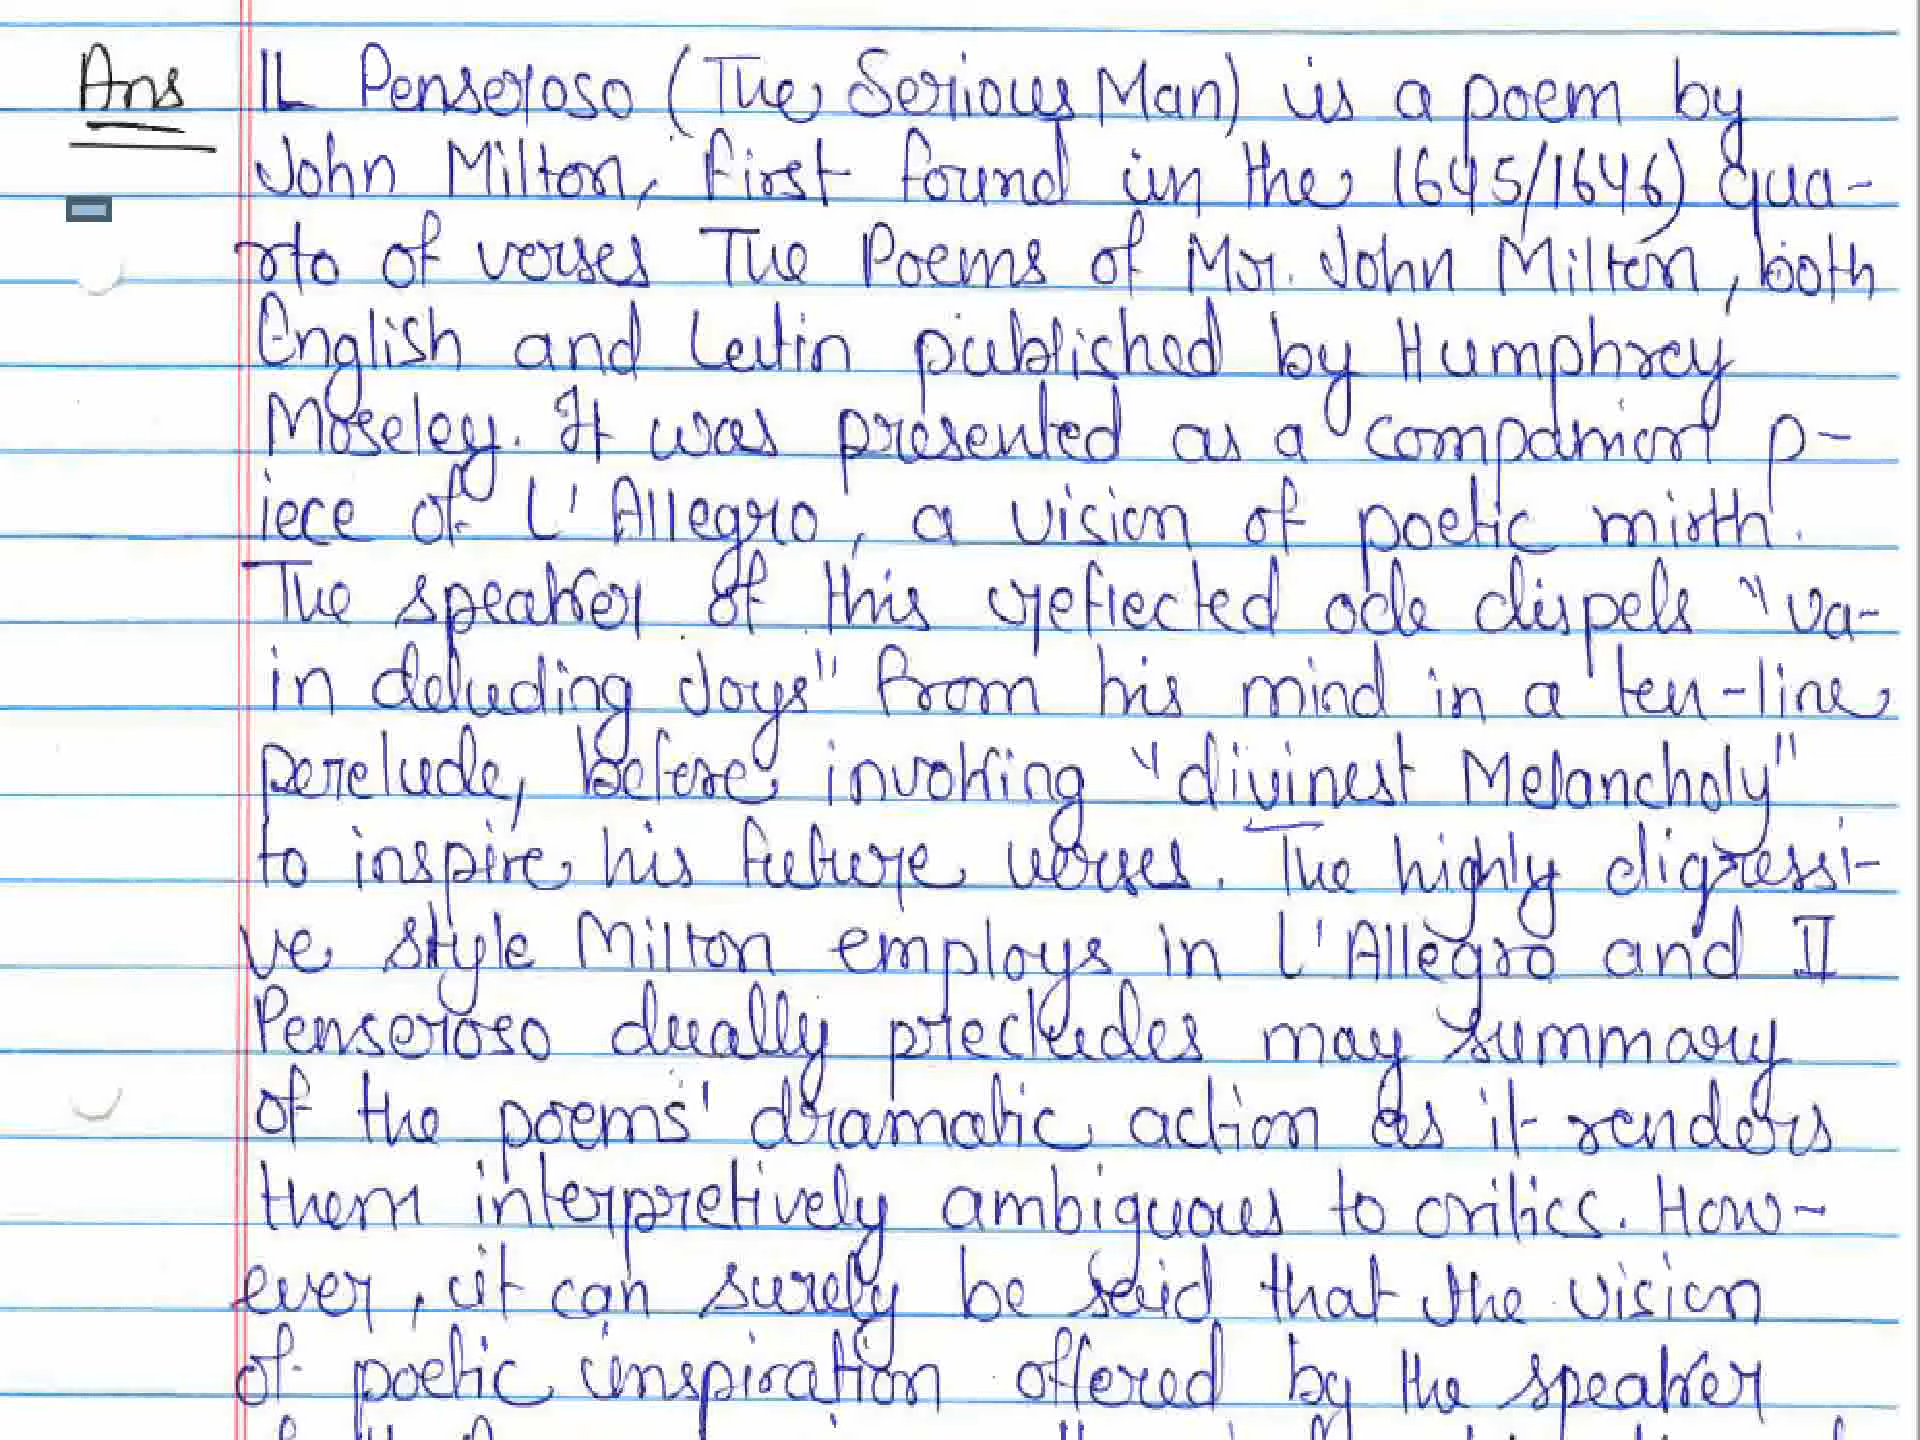 Ans IL Penseroso (The Serious Man) is a poem by
John Milton, first found in the 1645/1646) qua-
rto of verses The Poems of Mr. John Milton, both
English and Latin published by Humphrey
Moseley. It was presented as a companion p-
iece of L'Allegro, a vision of poetic mirth.
The speaker of this reflected ode dispels "va-
in deluding Joys" from his mind in a ten-line
perelude, before invoking "divinest Melancholy"
to inspire his future verses. The highly digressi-
ve style Milton employs in L'Allegro and Il
Penseroso dually precludes may summary
of the poems' dramatic action as it renders
them interpretively ambiguous to critics. How-
ever, it can surely be said that the vision
of poetic inspiration offered by the speaker